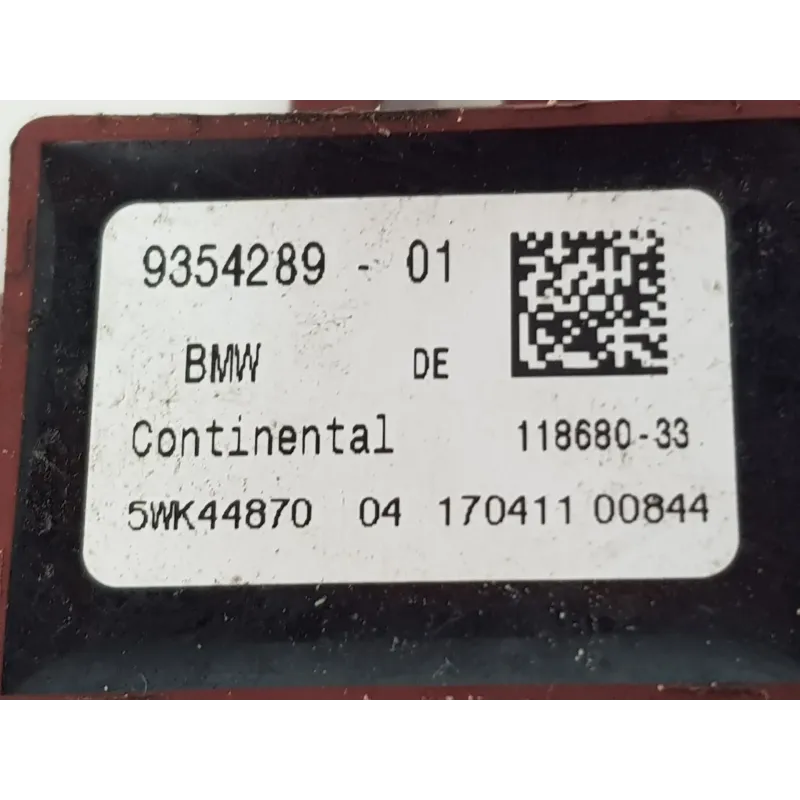 9354289 - 01
BMW DE
Continental 118680-33
5WK44870 04 170411 00844